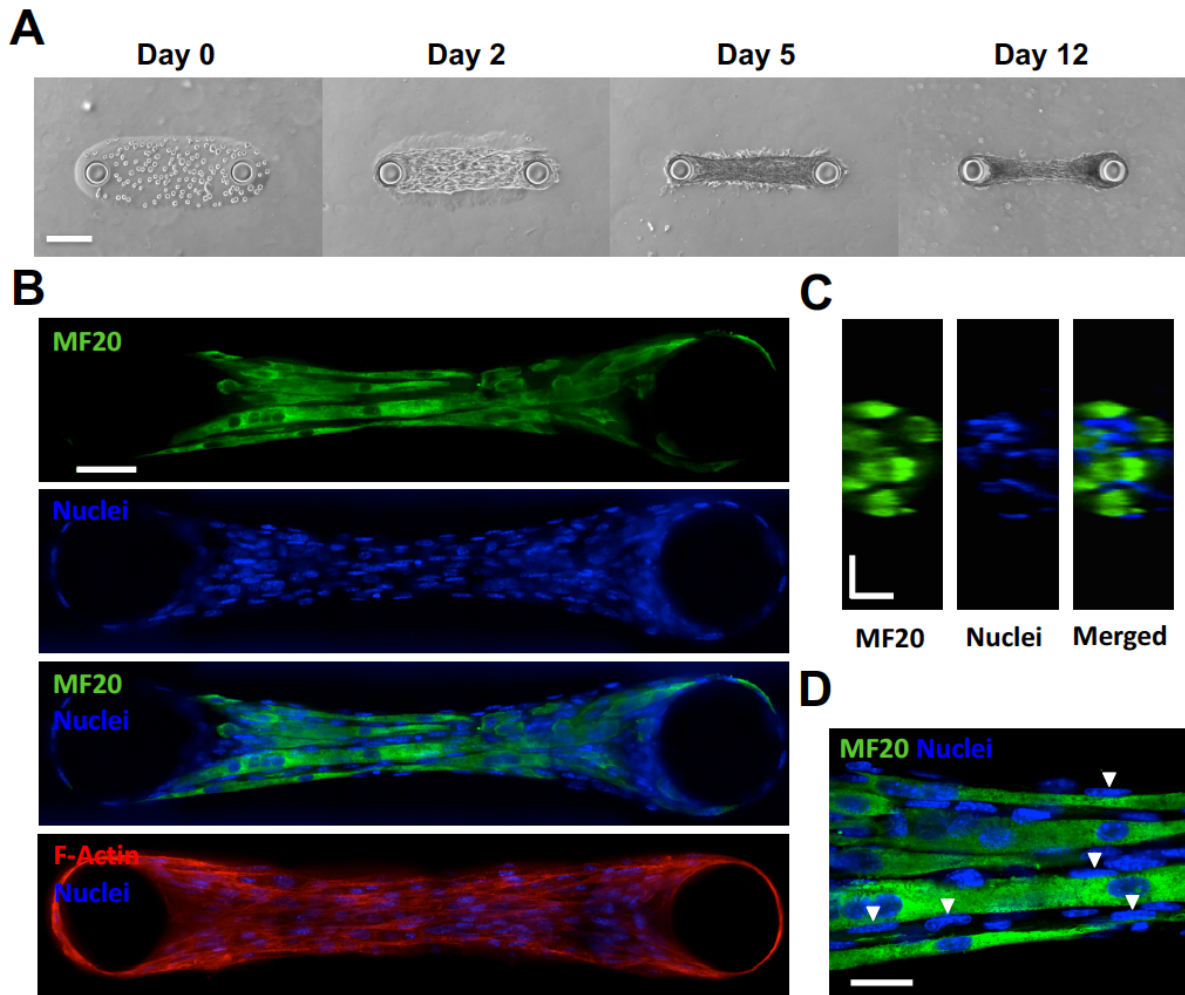 A
Day 0 Day 2 Day 5 Day 12
B
MF20
Nuclei
MF20
Nuclei
F-Actin
Nuclei
C
MF20 Nuclei Merged
D
MF20 Nuclei